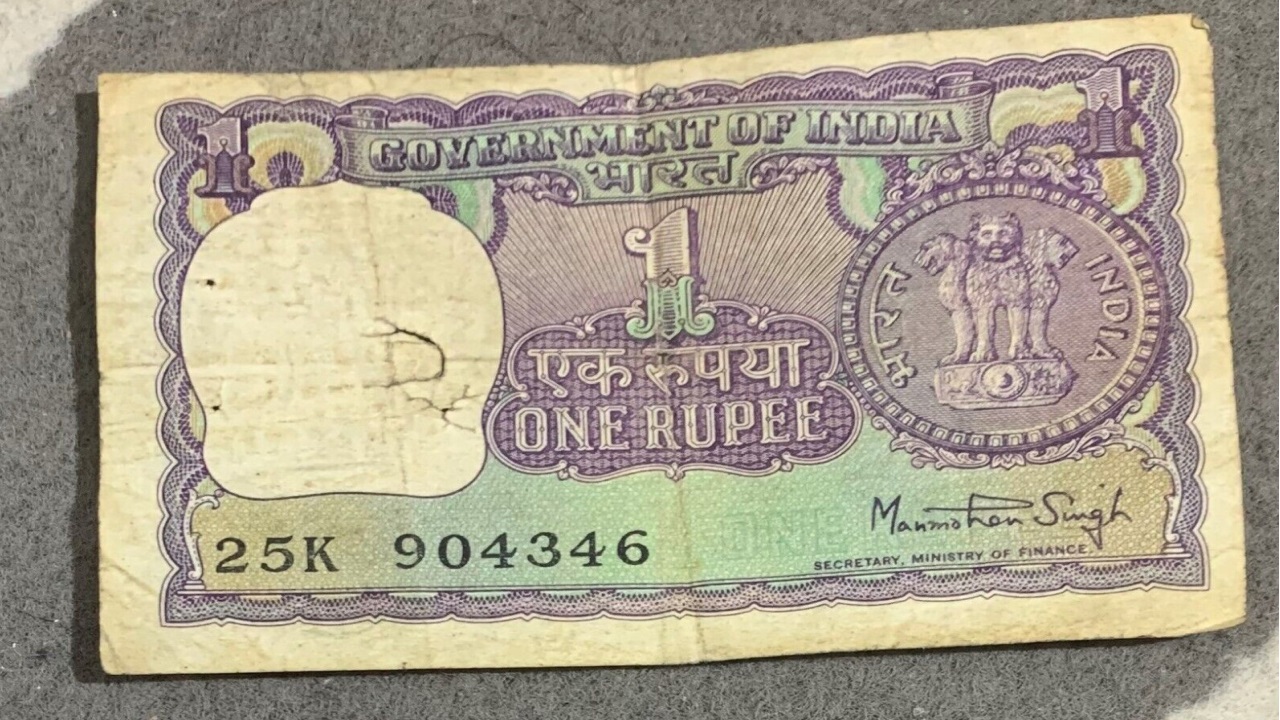 1 GOVERNMENT OF INDIA 1
भारत
1
एक रुपया
ONE RUPEE
भारत INDIA
25K 904346
Manmohan Singh
SECRETARY, MINISTRY OF FINANCE